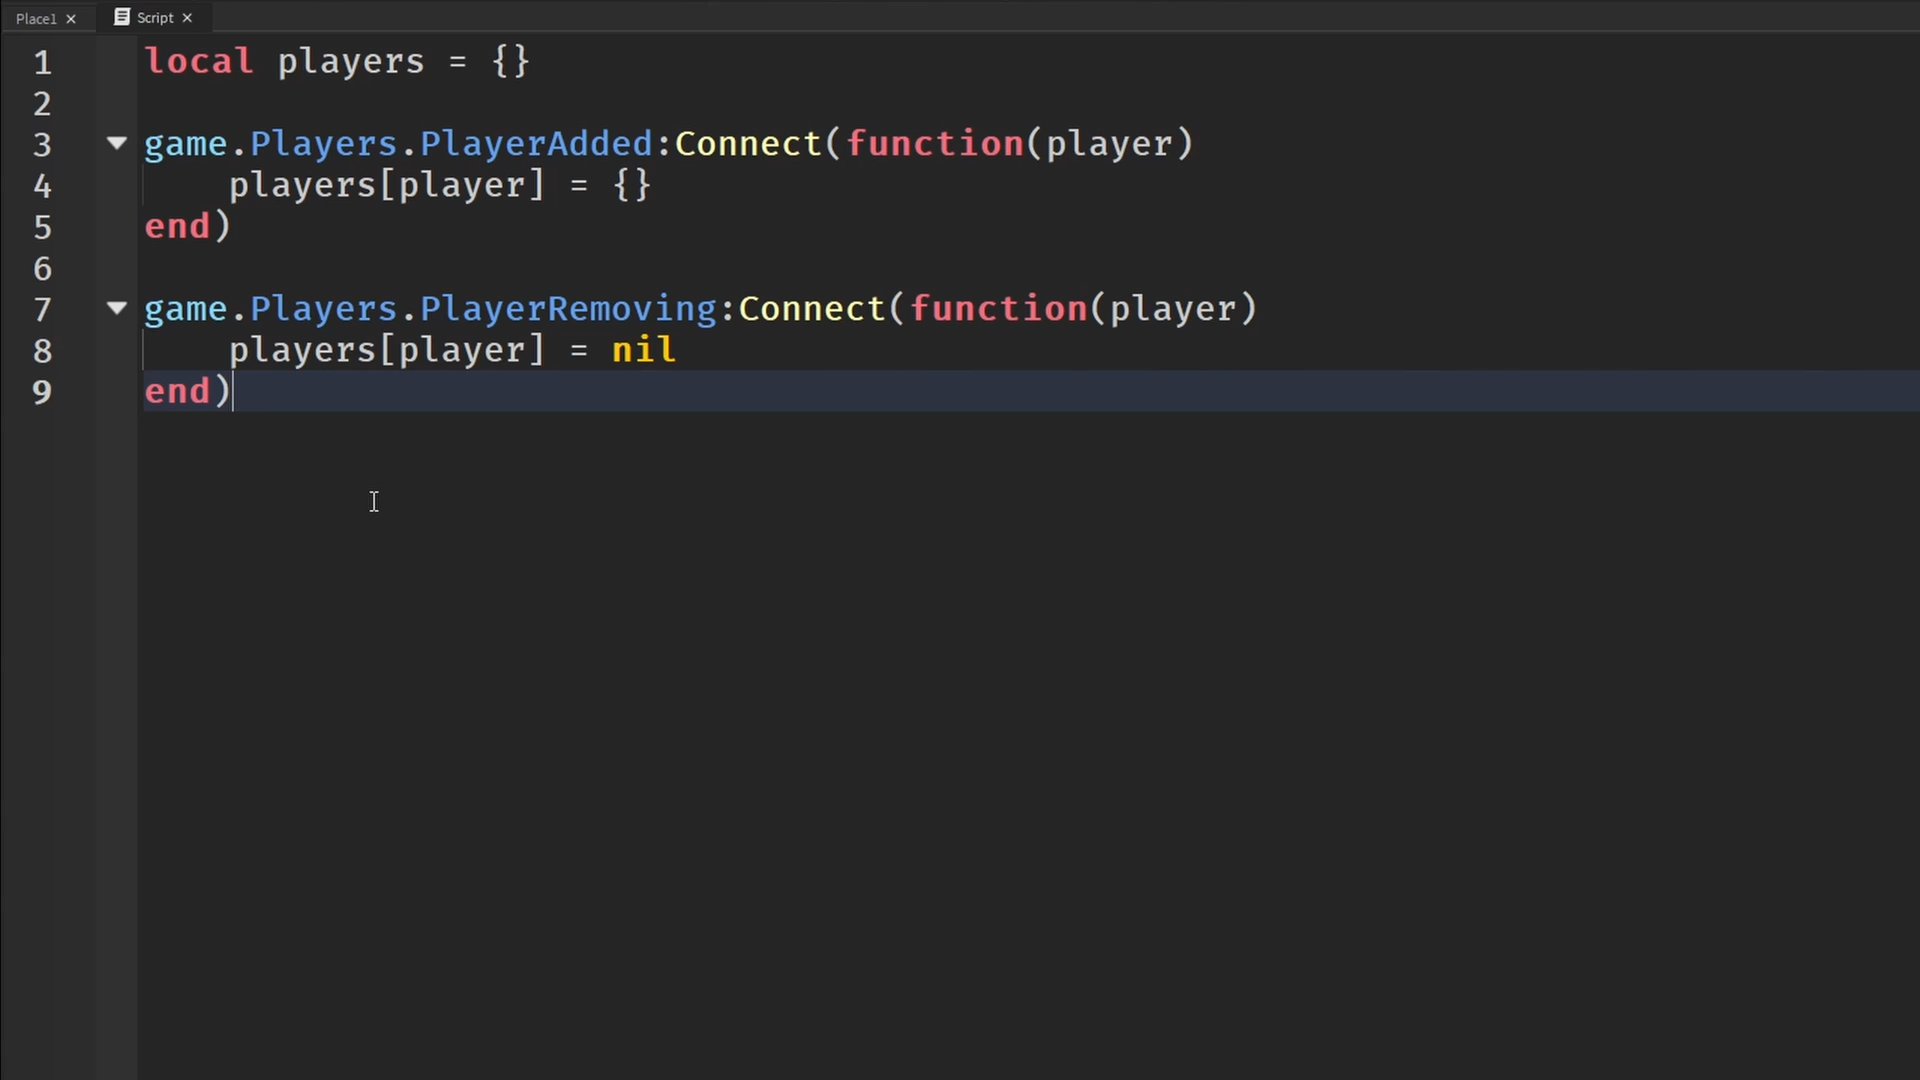 Place1 × Script ×
1 local players = {}
2
3 game.Players.PlayerAdded:Connect(function(player)
4 players[player] = {}
5 end)
6
7 game.Players.PlayerRemoving:Connect(function(player)
8 players[player] = nil
9 end)